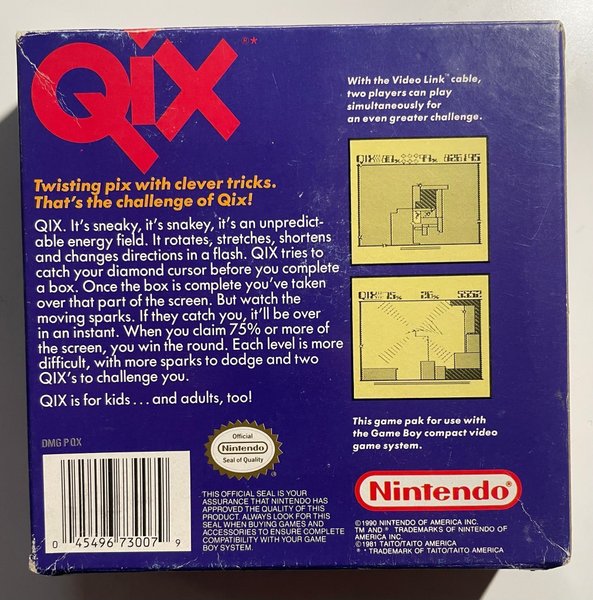 QiX®*
Twisting pix with clever tricks.
That's the challenge of Qix!
QIX. It's sneaky, it's snakey, it's an unpredict-
able energy field. It rotates, stretches, shortens
and changes directions in a flash. QIX tries to
catch your diamond cursor before you complete
a box. Once the box is complete you've taken
over that part of the screen. But watch the
moving sparks. If they catch you, it'll be over
in an instant. When you claim 75% or more of
the screen, you win the round. Each level is more
difficult, with more sparks to dodge and two
QIX's to challenge you.
QIX is for kids...and adults, too!
With the Video Link™ cable,
two players can play
simultaneously for
an even greater challenge.
QIX
QIX 75% 26% 5552
This game pak for use with
the Game Boy compact video
game system.
DMG P QX
0 45496 73007 9
Official
Nintendo
Seal of Quality
THIS OFFICIAL SEAL IS YOUR
ASSURANCE THAT NINTENDO HAS
APPROVED THE QUALITY OF THIS
PRODUCT. ALWAYS LOOK FOR THIS
SEAL WHEN BUYING GAMES AND
ACCESSORIES TO ENSURE COMPLETE
COMPATIBILITY WITH YOUR GAME
BOY SYSTEM.
Nintendo®
©1990 NINTENDO OF AMERICA INC.
TM AND ® TRADEMARKS OF NINTENDO OF
AMERICA INC.
©1981 TAITO/TAITO AMERICA
®* TRADEMARK OF TAITO/TAITO AMERICA